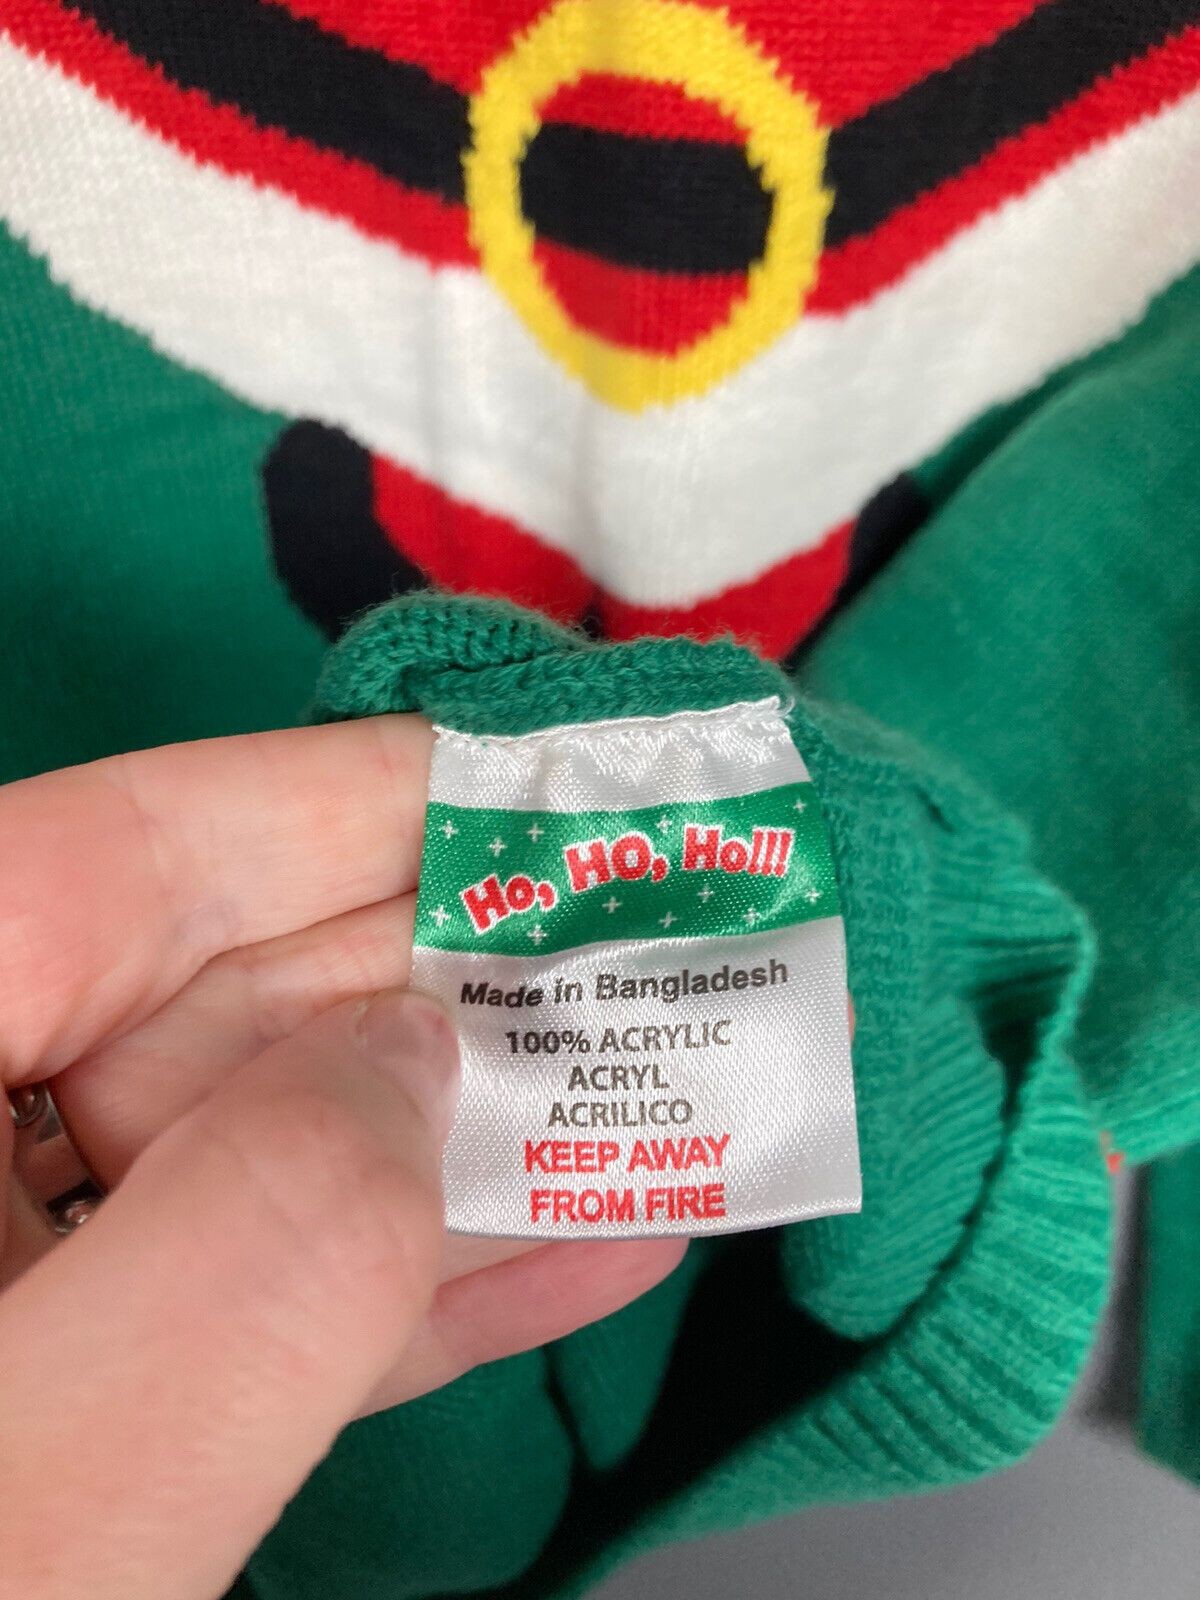 Ho, HO, Ho!!!
Made in Bangladesh
100% ACRYLIC
ACRYL
ACRILICO
KEEP AWAY
FROM FIRE